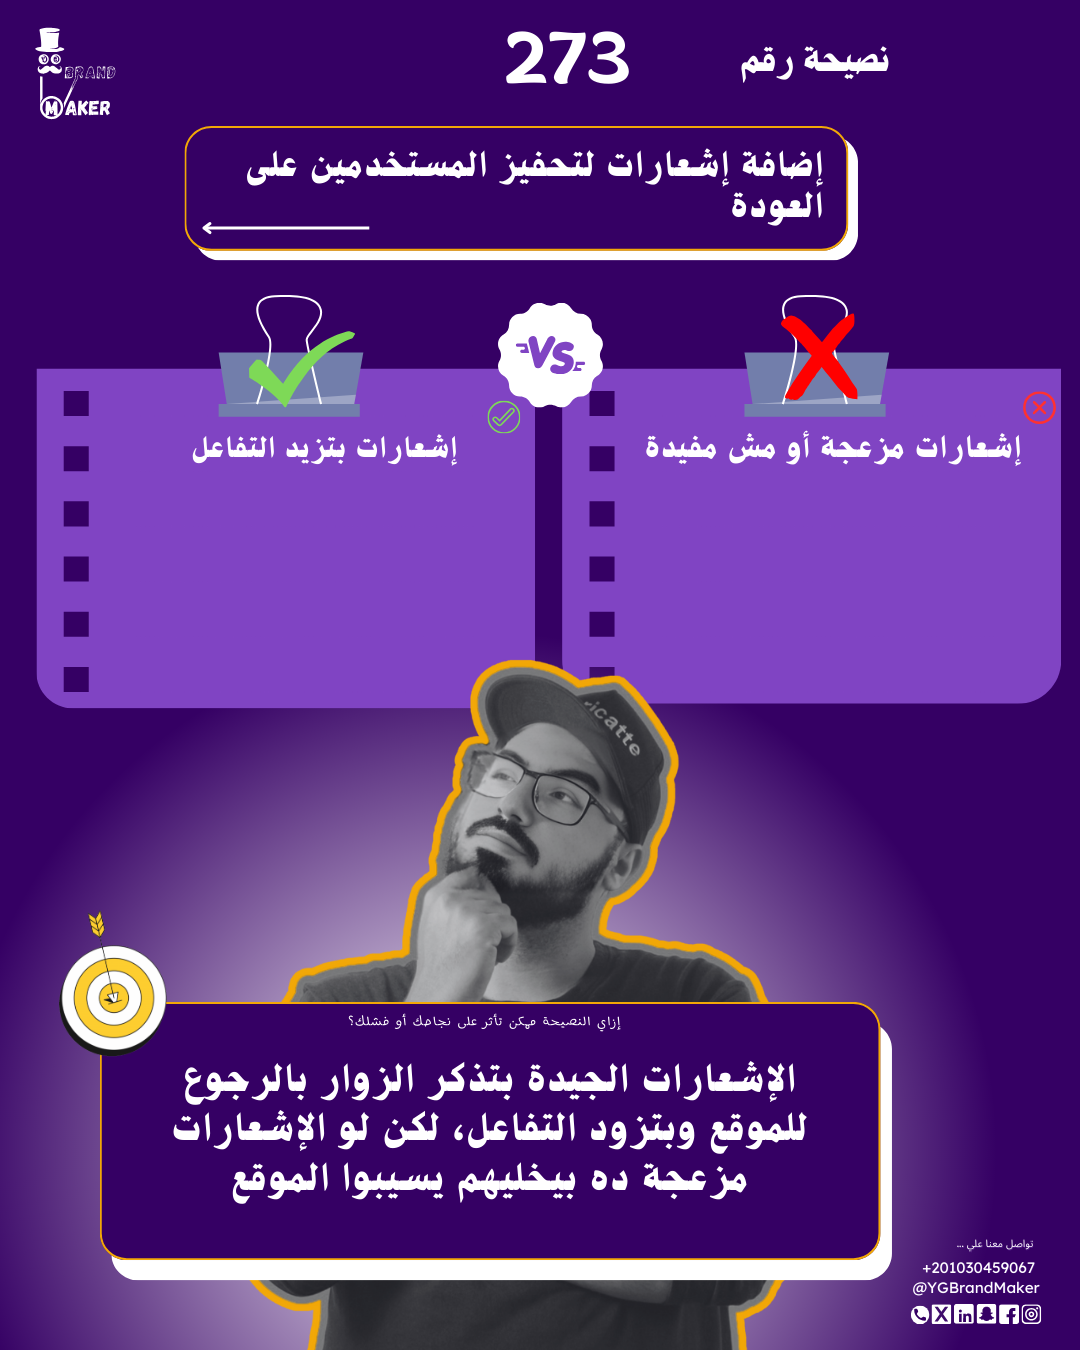 BRAND
MAKER
نصيحة رقم 273
إضافة إشعارات لتحفيز المستخدمين على
العودة
VS
إشعارات مزعجة أو مش مفيدة
إشعارات بتزيد التفاعل
icatte
إزاي النصيحة ممكن تأثر على نجاحك أو فشلك؟
الإشعارات الجيدة بتذكر الزوار بالرجوع
للموقع وبتزود التفاعل، لكن لو الإشعارات
مزعجة ده بيخليهم يسيبوا الموقع
تواصل معنا علي ...
+201030459067
@YGBrandMaker